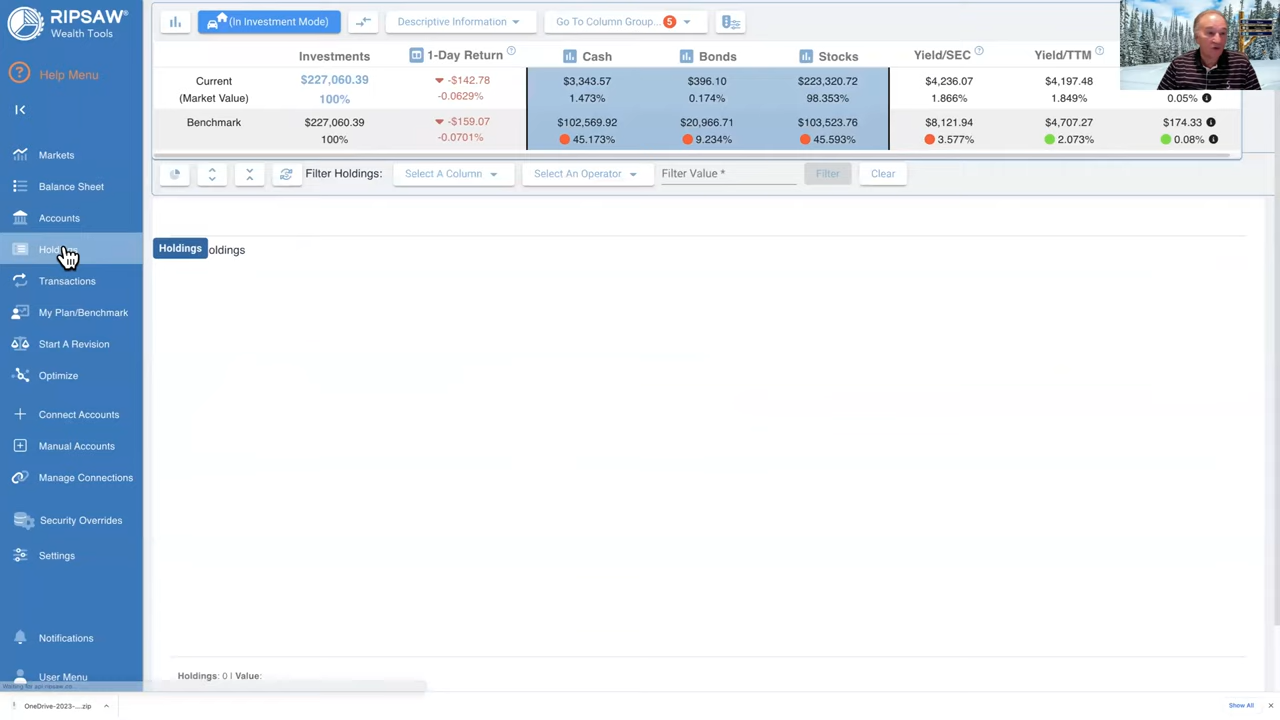 RIPSAW
Wealth Tools
Help Menu
Markets
Balance Sheet
Accounts
Holdings
Transactions
My Plan/Benchmark
Start A Revision
Optimize
Connect Accounts
Manual Accounts
Manage Connections
Security Overrides
Settings
Notifications
User Menu
(In Investment Mode)
Descriptive Information
Go To Column Group... 5
Investments 1-Day Return Cash Bonds Stocks Yield/SEC Yield/TTM
Current $227,060.39 -$142.78 $3,343.57 $396.10 $223,320.72 $4,236.07 $4,197.48
(Market Value) 100% -0.0629% 1.473% 0.174% 98.353% 1.866% 1.849% 0.05%
Benchmark $227,060.39 -$159.07 $102,569.92 $20,966.71 $103,523.76 $8,121.94 $4,707.27 $174.33
100% -0.0701% 45.173% 9.234% 45.593% 3.577% 2.073% 0.08%
Filter Holdings: Select A Column Select An Operator Filter Value * Filter Clear
Holdings oldings
Holdings: 0 | Value:
OneDrive-2023-....zip
Show All